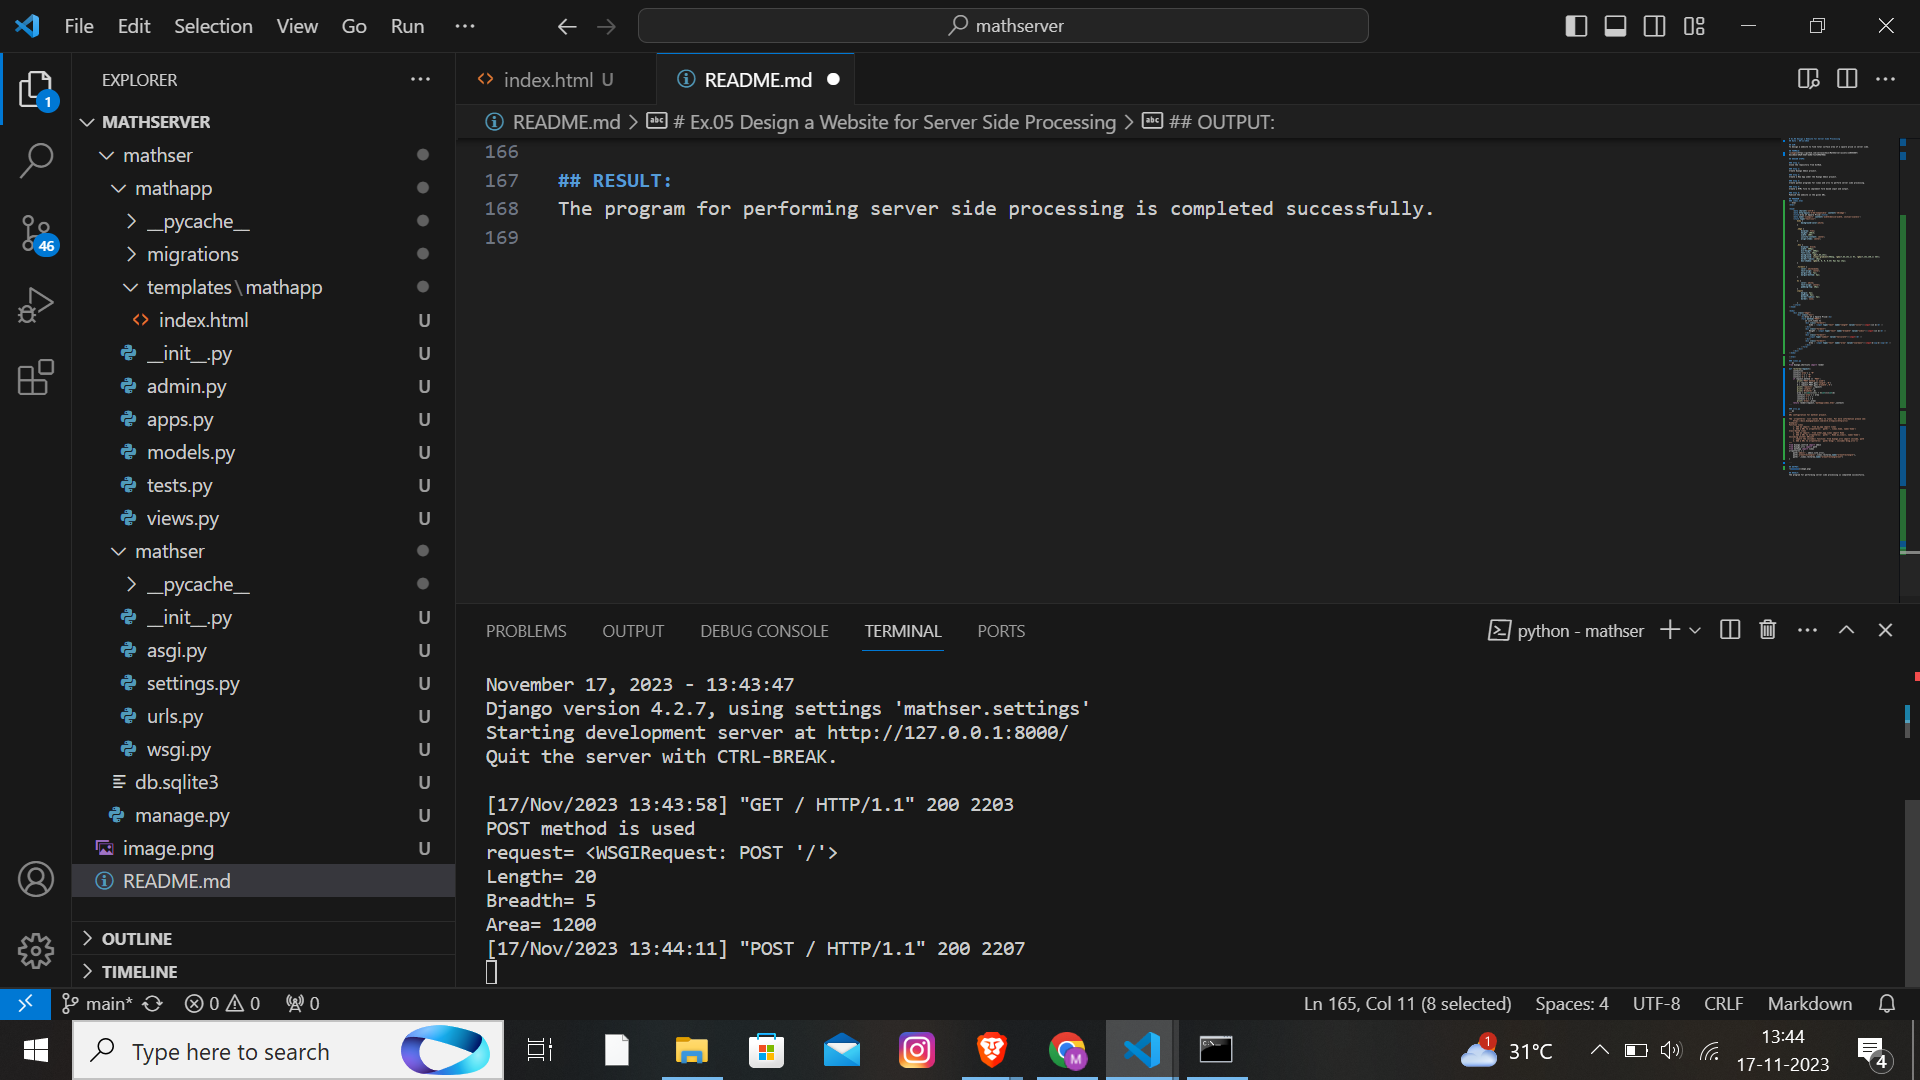 File Edit Selection View Go Run ···
mathserver
EXPLORER
index.html U
README.md
README.md > # Ex.05 Design a Website for Server Side Processing > ## OUTPUT:
1
46
MATHSERVER
mathser
mathapp
__pycache__
migrations
templates\mathapp
index.html U
__init__.py U
admin.py U
apps.py U
models.py U
tests.py U
views.py U
mathser
__pycache__
__init__.py U
asgi.py U
settings.py U
urls.py U
wsgi.py U
db.sqlite3 U
manage.py U
image.png U
README.md
OUTLINE
TIMELINE
166
167 ## RESULT:
168 The program for performing server side processing is completed successfully.
169
PROBLEMS OUTPUT DEBUG CONSOLE TERMINAL PORTS
python - mathser
November 17, 2023 - 13:43:47
Django version 4.2.7, using settings 'mathser.settings'
Starting development server at http://127.0.0.1:8000/
Quit the server with CTRL-BREAK.
[17/Nov/2023 13:43:58] "GET / HTTP/1.1" 200 2203
POST method is used
request= <WSGIRequest: POST '/'>
Length= 20
Breadth= 5
Area= 1200
[17/Nov/2023 13:44:11] "POST / HTTP/1.1" 200 2207
main* 0 0 0
Ln 165, Col 11 (8 selected) Spaces: 4 UTF-8 CRLF Markdown
Type here to search
M
1
31°C
13:44
17-11-2023
4